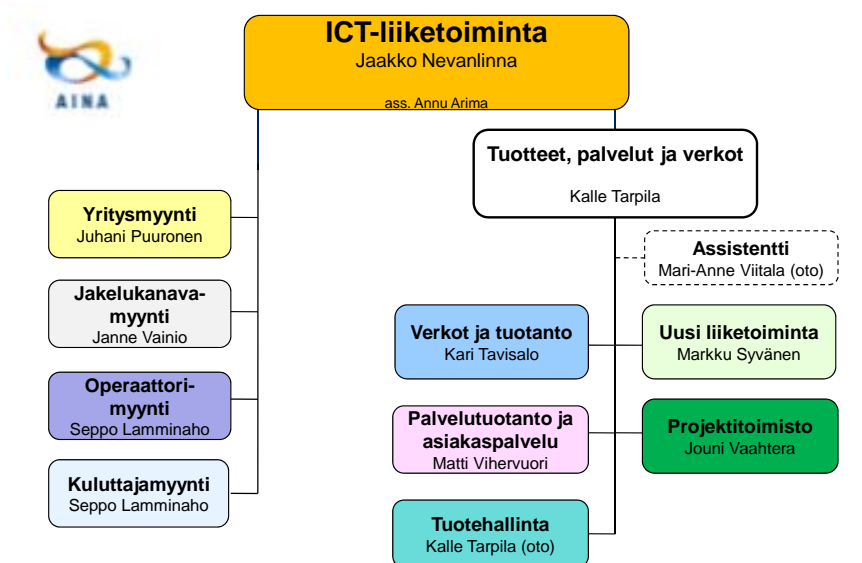 AINA
ICT-liiketoiminta
Jaakko Nevanlinna
ass. Annu Arima
Tuotteet, palvelut ja verkot
Kalle Tarpila
Yritysmyynti
Juhani Puuronen
Jakelukanava-
myynti
Janne Vainio
Operaattori-
myynti
Seppo Lamminaho
Kuluttajamyynti
Seppo Lamminaho
Assistentti
Mari-Anne Viitala (oto)
Verkot ja tuotanto
Kari Tavisalo
Uusi liiketoiminta
Markku Syvänen
Palvelutuotanto ja
asiakaspalvelu
Matti Vihervuori
Projektitoimisto
Jouni Vaahtera
Tuotehallinta
Kalle Tarpila (oto)